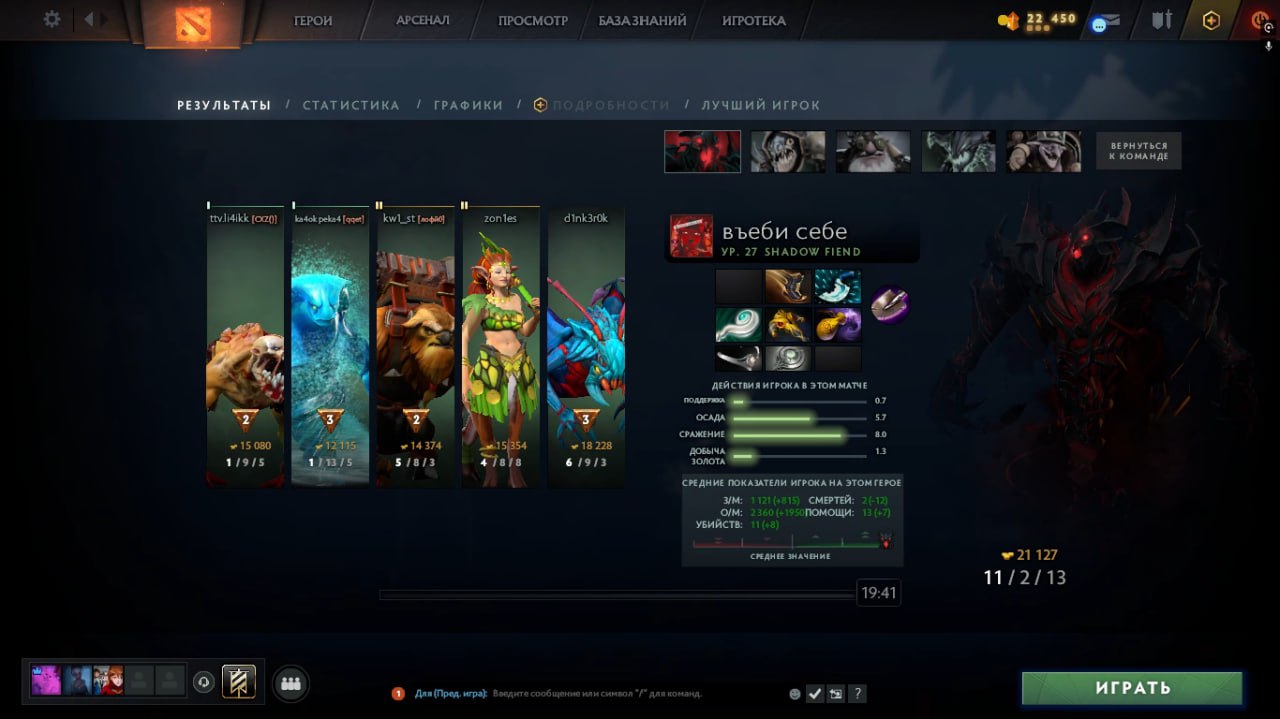 22 450
ГЕРОИ
АРСЕНАЛ
ПРОСМОТР
БАЗА ЗНАНИЙ
ИГРОТЕКА
РЕЗУЛЬТАТЫ / СТАТИСТИКА / ГРАФИКИ / ПОДРОБНОСТИ / ЛУЧШИЙ ИГРОК
ВЕРНУТЬСЯ
К КОМАНДЕ
ttv.li4ikk
ka4ok peka4 [qqet]
kw1_st
zon1es
d1nk3r0k
въеби себе
УР. 27 SHADOW FIEND
ДЕЙСТВИЯ ИГРОКА В ЭТОМ МАТЧЕ
ПОДДЕРЖКА 0.7
ОСАДА 5.7
СРАЖЕНИЕ 8.0
ДОБЫЧА
ЗОЛОТА 1.3
2
3
2
3
15 080
12 115
14 374
15 354
18 228
1 / 9 / 5
1 / 13 / 5
5 / 8 / 3
4 / 8 / 8
6 / 9 / 3
СРЕДНИЕ ПОКАЗАТЕЛИ ИГРОКА НА ЭТОМ ГЕРОЕ
З/М: 1 121 (+815) СМЕРТЕЙ: 2 (-12)
О/М: 2 360 (+1950) ПОМОЩИ: 13 (+7)
УБИЙСТВ: 11 (+8)
СРЕДНЕЕ ЗНАЧЕНИЕ
21 127
11 / 2 / 13
19:41
1 Для (Пред. игра): Введите сообщение или символ "/" для команд.
?
ИГРАТЬ